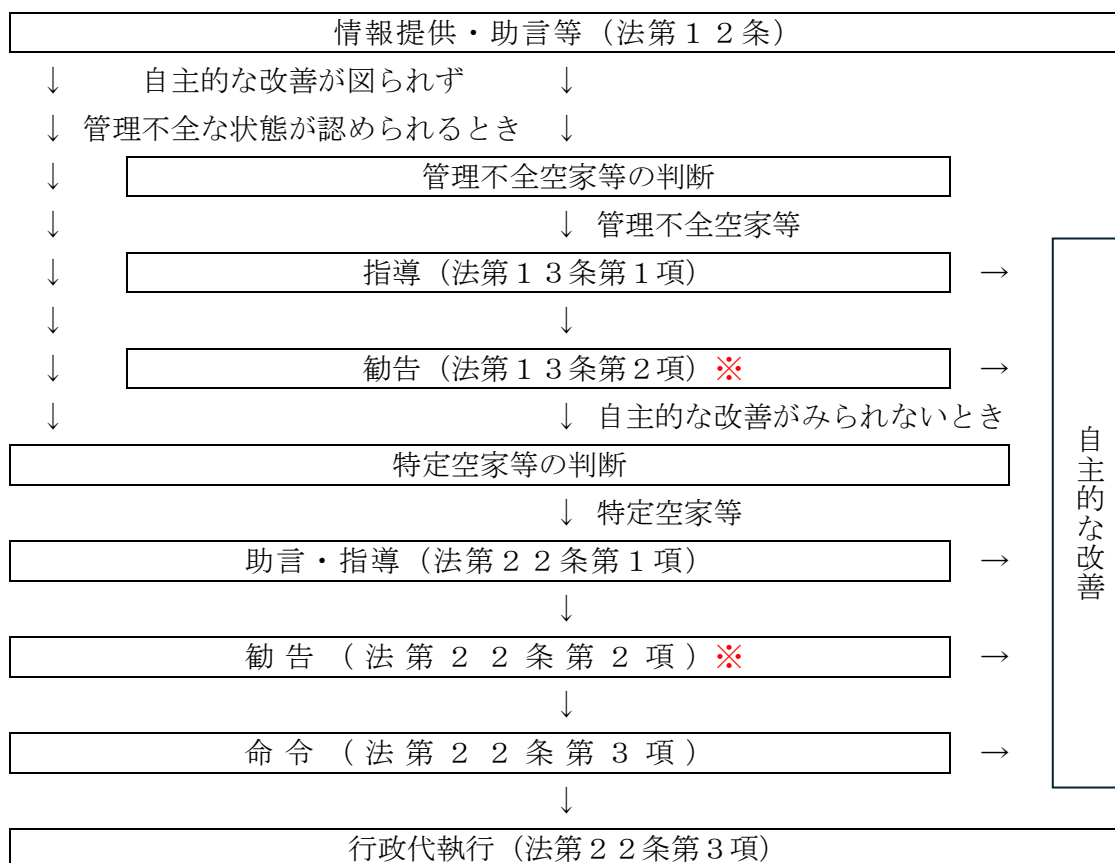 情報提供・助言等（法第１２条）
↓ 自主的な改善が図られず ↓
↓ 管理不全な状態が認められるとき ↓
↓ 管理不全空家等の判断
↓ ↓ 管理不全空家等
↓ 指導（法第１３条第１項） →
↓ ↓
↓ 勧告（法第１３条第２項）※ →
↓ ↓ 自主的な改善がみられないとき
特定空家等の判断
↓ 特定空家等
助言・指導（法第２２条第１項） →
↓
勧告（法第２２条第２項）※ →
↓
命令（法第２２条第３項） →
↓
行政代執行（法第２２条第３項）
自主的な改善